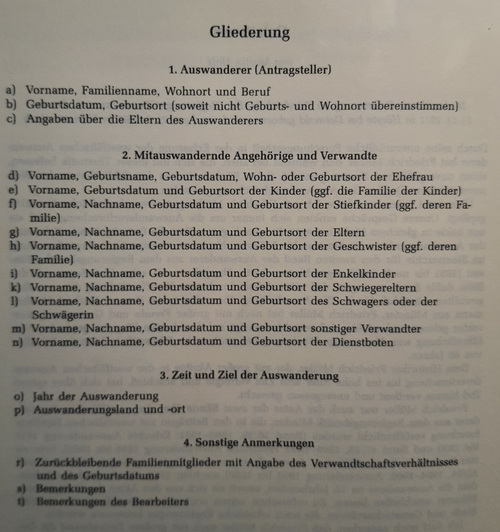 Gliederung
1. Auswanderer (Antragsteller)
a) Vorname, Familienname, Wohnort und Beruf
b) Geburtsdatum, Geburtsort (soweit nicht Geburts- und Wohnort übereinstimmen)
c) Angaben über die Eltern des Auswanderers
2. Mitauswandernde Angehörige und Verwandte
d) Vorname, Geburtsname, Geburtsdatum, Wohn- oder Geburtsort der Ehefrau
e) Vorname, Geburtsdatum und Geburtsort der Kinder (ggf. die Familie der Kinder)
f) Vorname, Nachname, Geburtsdatum und Geburtsort der Stiefkinder (ggf. deren Fa-
milie)
g) Vorname, Nachname, Geburtsdatum und Geburtsort der Eltern
h) Vorname, Nachname, Geburtsdatum und Geburtsort der Geschwister (ggf. deren
Familie)
i) Vorname, Nachname, Geburtsdatum und Geburtsort der Enkelkinder
k) Vorname, Nachname, Geburtsdatum und Geburtsort der Schwiegereltern
l) Vorname, Nachname, Geburtsdatum und Geburtsort des Schwagers oder der
Schwägerin
m) Vorname, Nachname, Geburtsdatum und Geburtsort sonstiger Verwandter
n) Vorname, Nachname, Geburtsdatum und Geburtsort der Dienstboten
3. Zeit und Ziel der Auswanderung
o) Jahr der Auswanderung
p) Auswanderungsland und -ort
4. Sonstige Anmerkungen
r) Zurückbleibende Familienmitglieder mit Angabe des Verwandtschaftsverhältnisses
und des Geburtsdatums
s) Bemerkungen
t) Bemerkungen des Bearbeiters